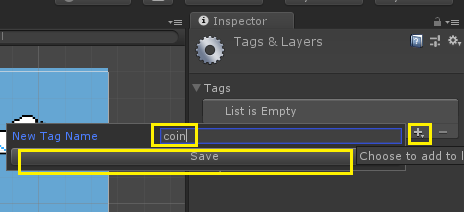 Inspector
Tags & Layers
Tags
List is Empty
New Tag Name coin
Save
Choose to add to l